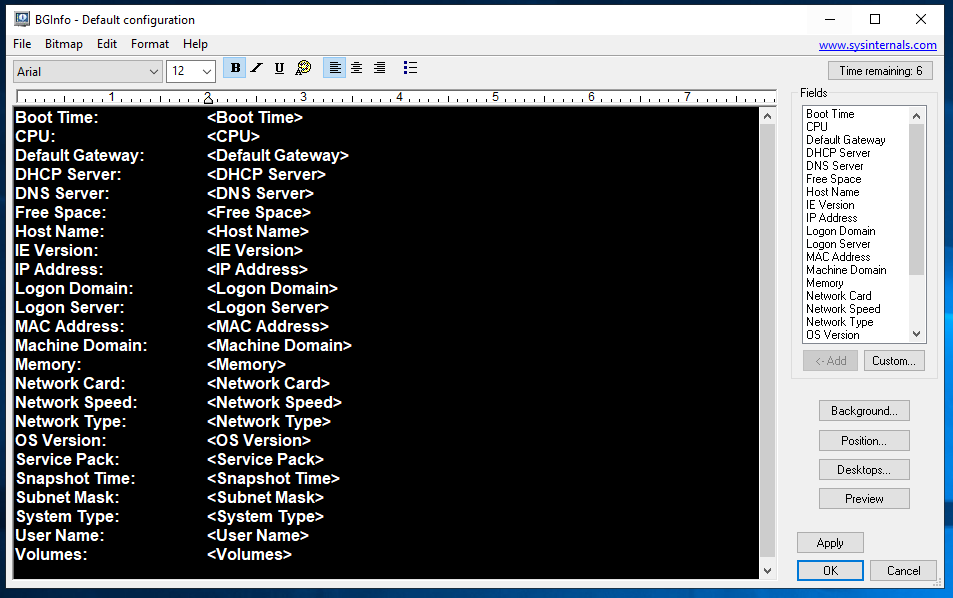 BGInfo - Default configuration
File Bitmap Edit Format Help www.sysinternals.com
Arial 12 B U Time remaining: 6
1 2 3 4 5 6 7
Boot Time: <Boot Time>
CPU: <CPU>
Default Gateway: <Default Gateway>
DHCP Server: <DHCP Server>
DNS Server: <DNS Server>
Free Space: <Free Space>
Host Name: <Host Name>
IE Version: <IE Version>
IP Address: <IP Address>
Logon Domain: <Logon Domain>
Logon Server: <Logon Server>
MAC Address: <MAC Address>
Machine Domain: <Machine Domain>
Memory: <Memory>
Network Card: <Network Card>
Network Speed: <Network Speed>
Network Type: <Network Type>
OS Version: <OS Version>
Service Pack: <Service Pack>
Snapshot Time: <Snapshot Time>
Subnet Mask: <Subnet Mask>
System Type: <System Type>
User Name: <User Name>
Volumes: <Volumes>
Fields
Boot Time
CPU
Default Gateway
DHCP Server
DNS Server
Free Space
Host Name
IE Version
IP Address
Logon Domain
Logon Server
MAC Address
Machine Domain
Memory
Network Card
Network Speed
Network Type
OS Version
<- Add Custom...
Background...
Position...
Desktops...
Preview
Apply
OK Cancel